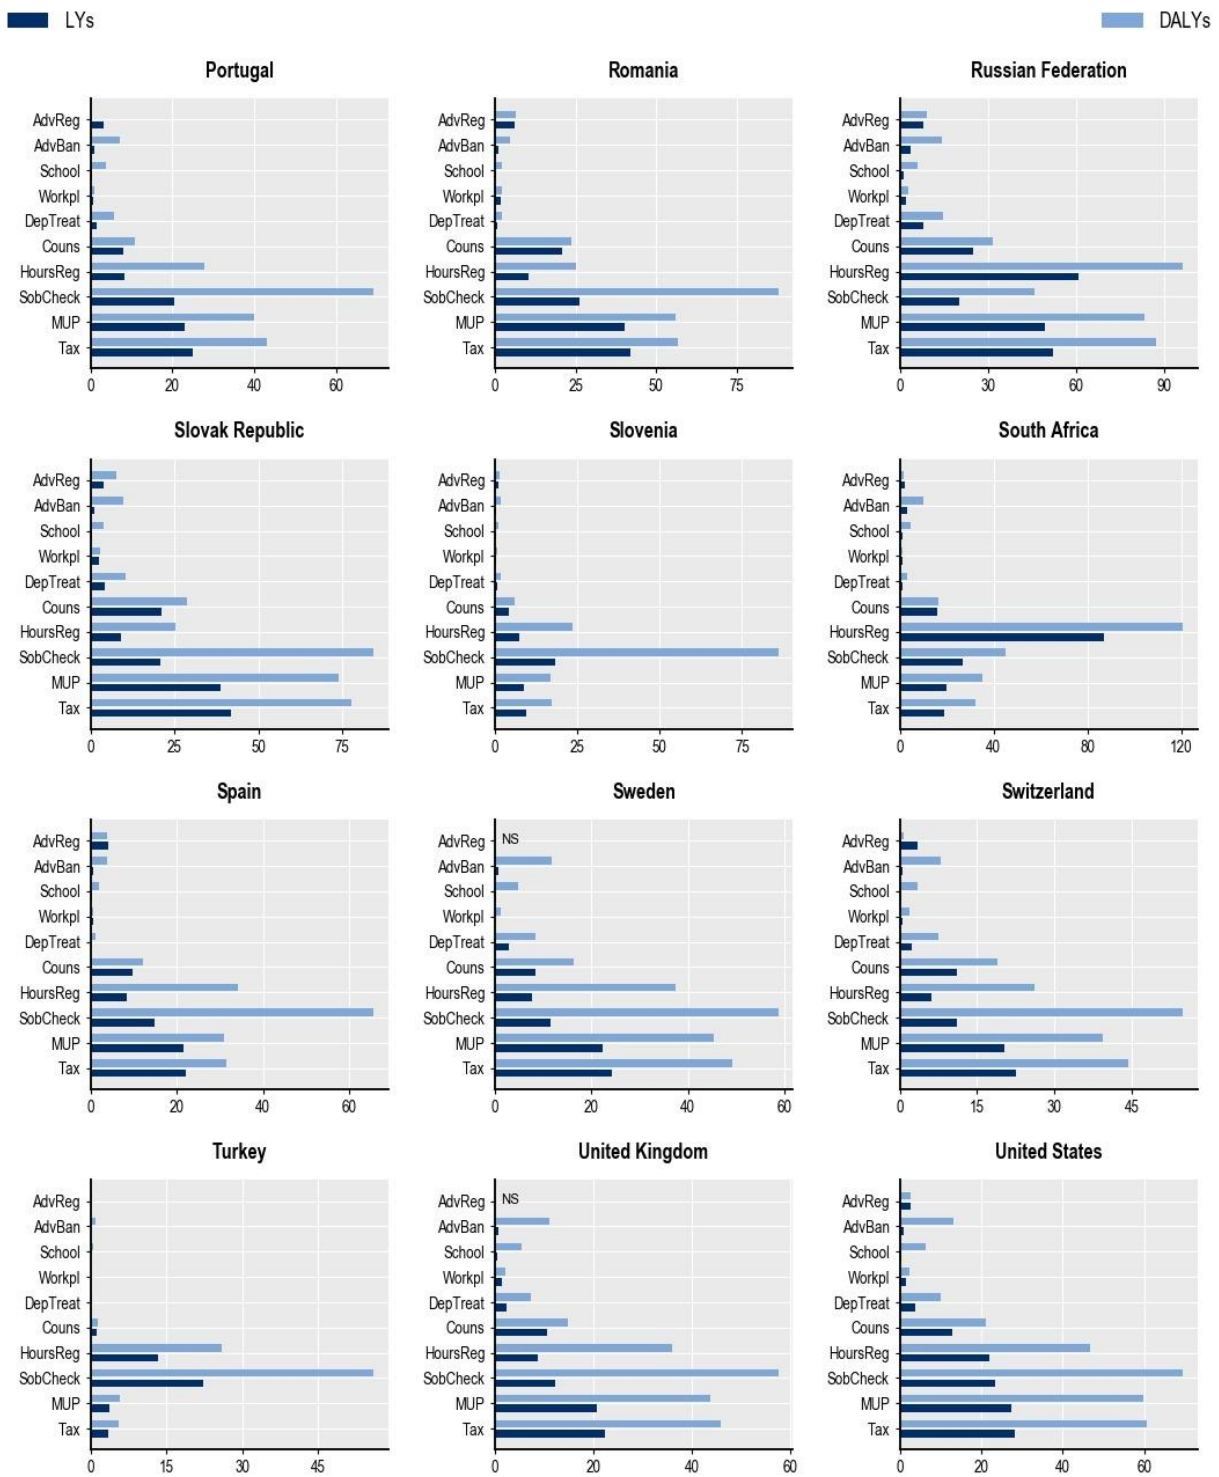 LYs DALYs
Portugal Romania Russian Federation
AdvReg AdvReg AdvReg
AdvBan AdvBan AdvBan
School School School
Workpl Workpl Workpl
DepTreat DepTreat DepTreat
Couns Couns Couns
HoursReg HoursReg HoursReg
SobCheck SobCheck SobCheck
MUP MUP MUP
Tax Tax Tax
0 20 40 60 0 25 50 75 0 30 60 90
Slovak Republic Slovenia South Africa
AdvReg AdvReg AdvReg
AdvBan AdvBan AdvBan
School School School
Workpl Workpl Workpl
DepTreat DepTreat DepTreat
Couns Couns Couns
HoursReg HoursReg HoursReg
SobCheck SobCheck SobCheck
MUP MUP MUP
Tax Tax Tax
0 25 50 75 0 25 50 75 0 40 80 120
Spain Sweden Switzerland
AdvReg AdvReg NS AdvReg
AdvBan AdvBan AdvBan
School School School
Workpl Workpl Workpl
DepTreat DepTreat DepTreat
Couns Couns Couns
HoursReg HoursReg HoursReg
SobCheck SobCheck SobCheck
MUP MUP MUP
Tax Tax Tax
0 20 40 60 0 20 40 60 0 15 30 45
Turkey United Kingdom United States
AdvReg AdvReg NS AdvReg
AdvBan AdvBan AdvBan
School School School
Workpl Workpl Workpl
DepTreat DepTreat DepTreat
Couns Couns Couns
HoursReg HoursReg HoursReg
SobCheck SobCheck SobCheck
MUP MUP MUP
Tax Tax Tax
0 15 30 45 0 20 40 60 0 20 40 60